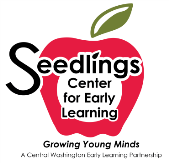 Seedlings
Center
for Early
Learning
Growing Young Minds
A Central Washington Early Learning Partnership